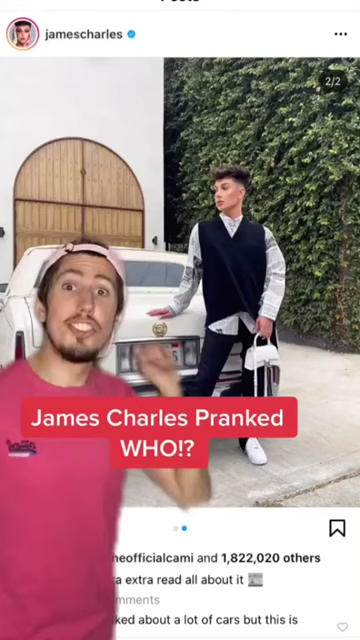 jamescharles
2/2
James Charles Pranked
WHO!?
heofficialcami and 1,822,020 others
ra extra read all about it
mments
ked about a lot of cars but this is